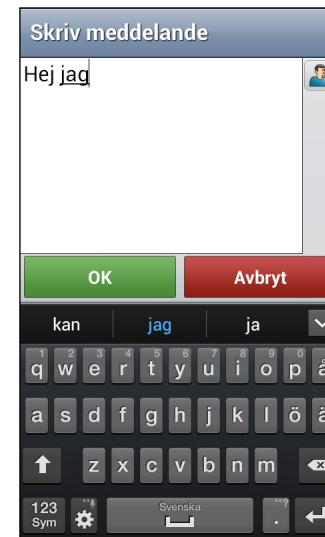 Skriv meddelande
Hej jag
OK Avbryt
kan jag ja
1 2 3 4 5 6 7 8 9 0
q w e r t y u i o p å
a s d f g h j k l ö ä
z x c v b n m
123 Svenska ?
Sym .